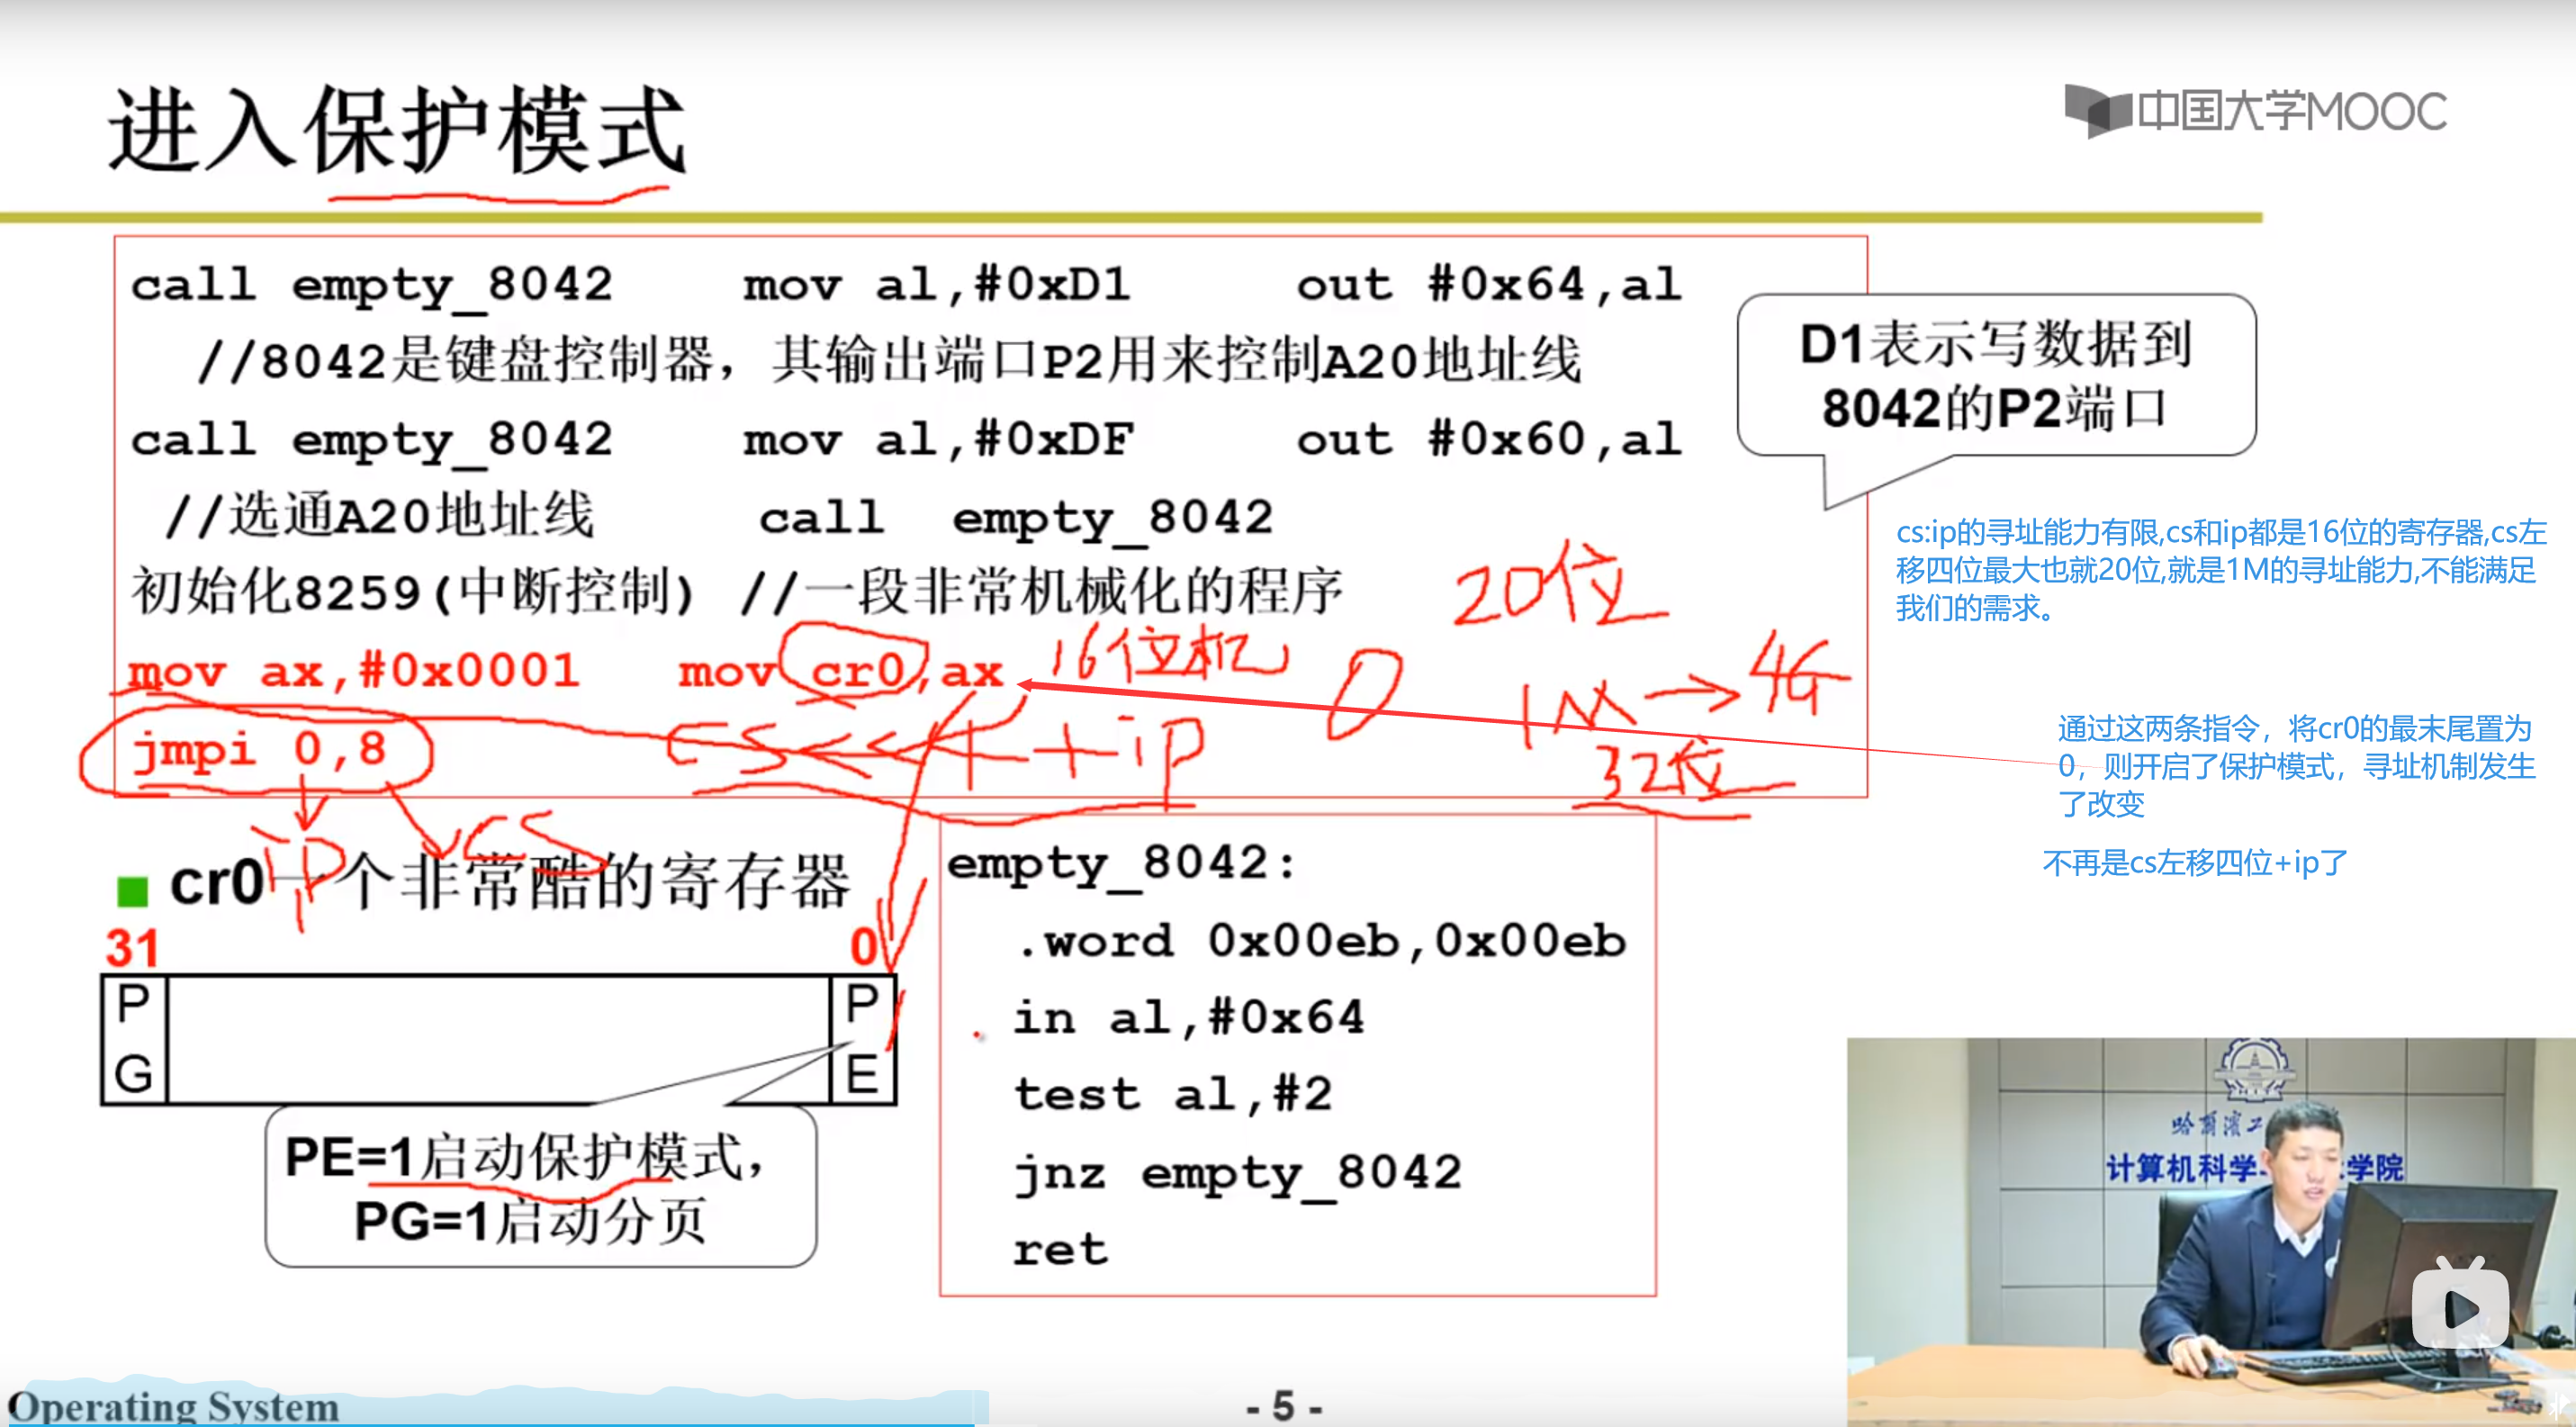 进入保护模式
中国大学MOOC
call empty_8042 mov al,#0xD1 out #0x64,al
//8042是键盘控制器，其输出端口P2用来控制A20地址线
D1表示写数据到
8042的P2端口
call empty_8042 mov al,#0xDF out #0x60,al
//选通A20地址线 call empty_8042
初始化8259(中断控制) //一段非常机械化的程序
mov ax,#0x0001 mov cr0,ax
jmpi 0,8
20位
16位机
0
1M→4G
32位
CS<<4+ip
ip
cs
cs:ip的寻址能力有限,cs和ip都是16位的寄存器,cs左
移四位最大也就20位,就是1M的寻址能力,不能满足
我们的需求。
通过这两条指令，将cr0的最末尾置为
0，则开启了保护模式，寻址机制发生
了改变
不再是cs左移四位+ip了
cr0一个非常酷的寄存器
31 0
PG
PE
PE=1启动保护模式，
PG=1启动分页
empty_8042:
.word 0x00eb,0x00eb
in al,#0x64
test al,#2
jnz empty_8042
ret
计算机科学
学院
Operating System
- 5 -